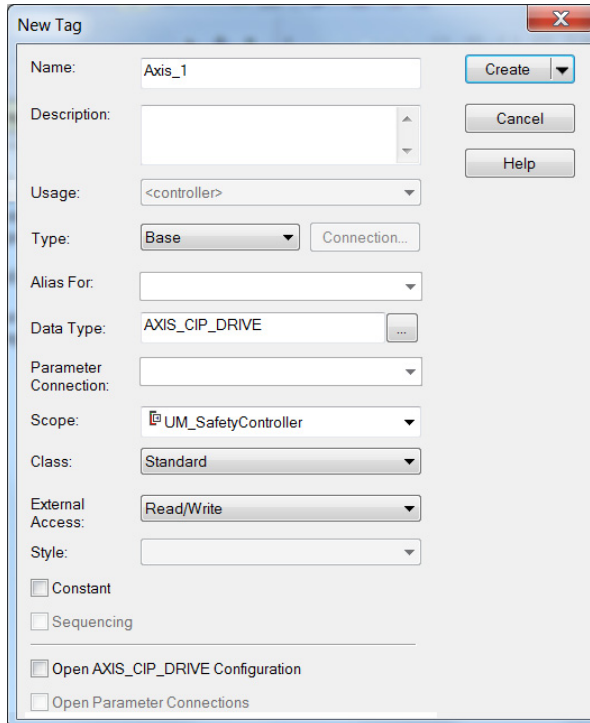 New Tag
X
Name: Axis_1 Create
Description: Cancel
Help
Usage: <controller>
Type: Base Connection...
Alias For:
Data Type: AXIS_CIP_DRIVE ...
Parameter
Connection:
Scope: UM_SafetyController
Class: Standard
External
Access: Read/Write
Style:
Constant
Sequencing
Open AXIS_CIP_DRIVE Configuration
Open Parameter Connections